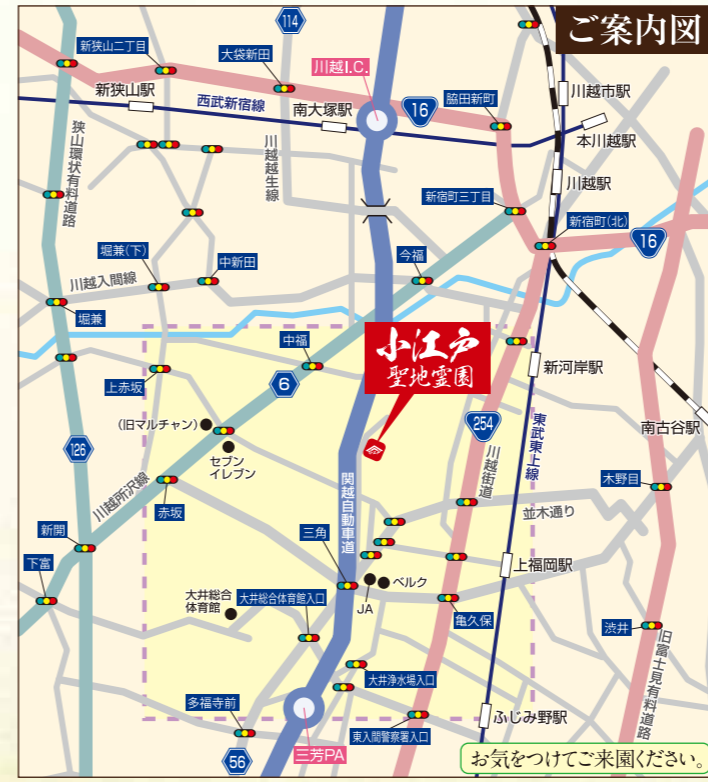 ご案内図
114
新狭山二丁目
大袋新田
川越I.C.
16
脇田新町
川越市駅
新狭山駅
西武新宿線
南大塚駅
本川越駅
狭山環状有料道路
川越越生線
川越駅
新宿町三丁目
新宿町(北)
16
堀兼(下)
中新田
今福
川越入間線
堀兼
中福
小江戸
聖地霊園
新河岸駅
上赤坂
6
(旧マルチャン)
254
東武東上線
南古谷駅
126
セブン
イレブン
川越街道
関越自動車道
川越所沢線
赤坂
木野目
並木通り
新開
三角
上福岡駅
下富
大井総合
体育館
大井総合体育館入口
JA
ベルク
亀久保
渋井
旧富士見有料道路
大井浄水場入口
多福寺前
ふじみ野駅
東入間警察署入口
56
三芳PA
お気をつけてご来園ください。